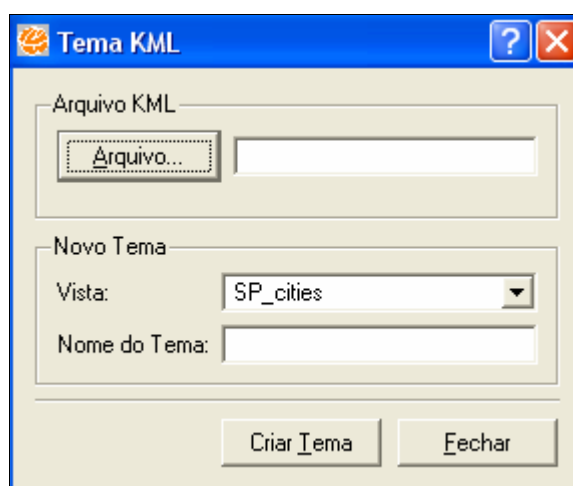 Tema KML
Arquivo KML
Arquivo...
Novo Tema
Vista: SP_cities
Nome do Tema:
Criar Tema Fechar